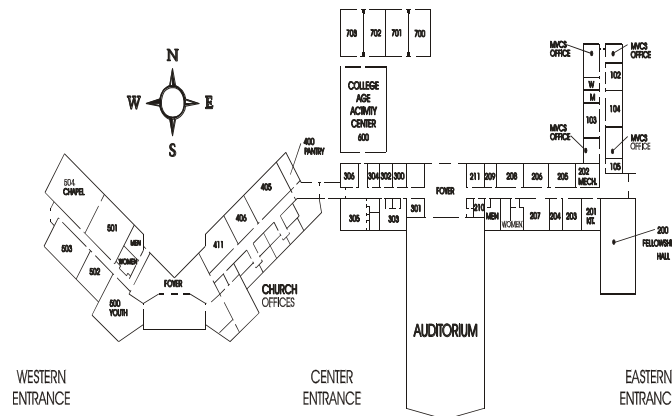 703 702 701 700
N
W E
S
COLLEGE
AGE
ACTIVITY
CENTER
600
MVCS
OFFICE
MVCS
OFFICE
W
M
102
103
104
MVCS
OFFICE
MVCS
OFFICE
105
400
PANTRY
306 304 302 300
FOYER
211 209 208 206 205 202
MECH.
305 303 301
210 MEN WOMEN 207 204 203 201
KIT.
200
FELLOWSHI
HALL
504
CHAPEL
501
MEN
WOMEN
503
502
500
YOUTH
FOYER
405
406
411
CHURCH
OFFICES
AUDITORIUM
WESTERN
ENTRANCE
CENTER
ENTRANCE
EASTERN
ENTRANC